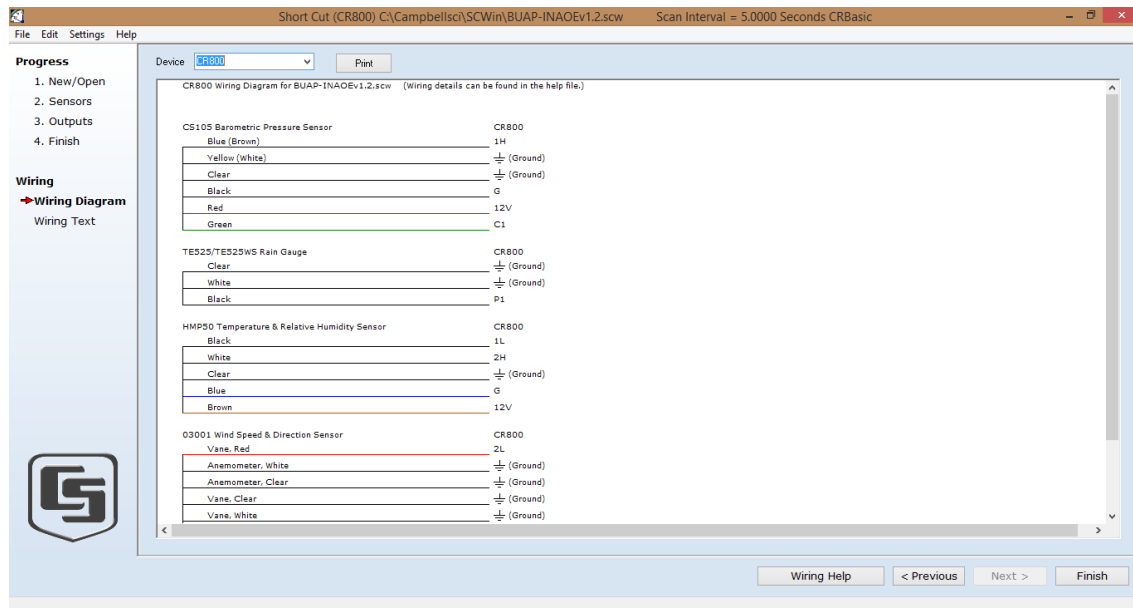 Short Cut (CR800) C:\Campbellsci\SCWin\BUAP-INAOEv1.2.scw Scan Interval = 5.0000 Seconds CRBasic
File Edit Settings Help
Progress
1. New/Open
2. Sensors
3. Outputs
4. Finish
Wiring
Wiring Diagram
Wiring Text
Device CR800 Print
CR800 Wiring Diagram for BUAP-INAOEv1.2.scw (Wiring details can be found in the help file.)
CS105 Barometric Pressure Sensor CR800
Blue (Brown) 1H
Yellow (White) (Ground)
Clear (Ground)
Black G
Red 12V
Green C1
TE525/TE525WS Rain Gauge CR800
Clear (Ground)
White (Ground)
Black P1
HMP50 Temperature & Relative Humidity Sensor CR800
Black 1L
White 2H
Clear (Ground)
Blue G
Brown 12V
03001 Wind Speed & Direction Sensor CR800
Vane, Red 2L
Anemometer, White (Ground)
Anemometer, Clear (Ground)
Vane, Clear (Ground)
Vane, White (Ground)
Wiring Help < Previous Next > Finish